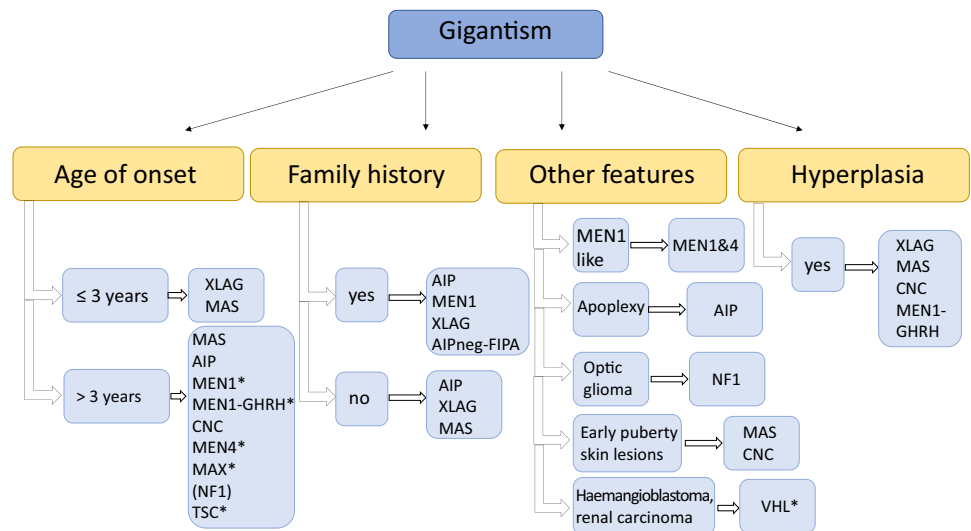 Gigantism
Age of onset
≤ 3 years
XLAG
MAS
> 3 years
MAS
AIP
MEN1*
MEN1-GHRH*
CNC
MEN4*
MAX*
(NF1)
TSC*
Family history
yes
AIP
MEN1
XLAG
AIPneg-FIPA
no
AIP
XLAG
MAS
Other features
MEN1
like
MEN1&4
Apoplexy
AIP
Optic
glioma
NF1
Early puberty
skin lesions
MAS
CNC
Haemangioblastoma,
renal carcinoma
VHL*
Hyperplasia
yes
XLAG
MAS
CNC
MEN1-
GHRH